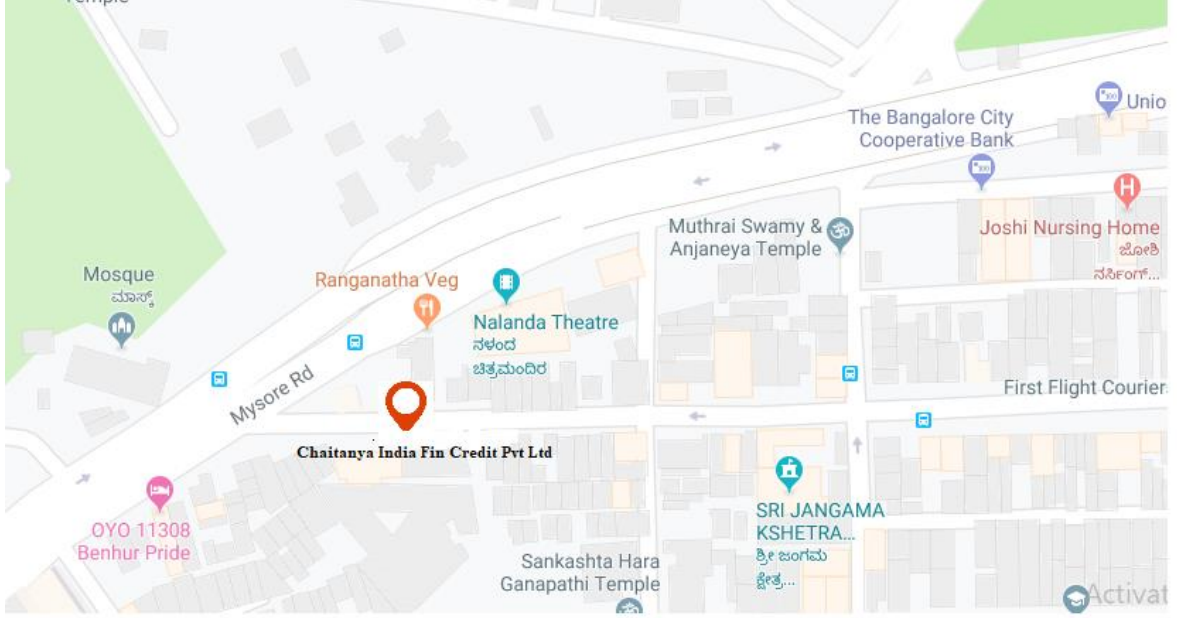 Temple
The Bangalore City
Cooperative Bank
Unio
Muthrai Swamy &
Anjaneya Temple
Joshi Nursing Home
ಜೋಶಿ
ನರ್ಸಿಂಗ್...
Mosque
ಮಾಸ್ಕ್
Ranganatha Veg
Nalanda Theatre
ನಳಂದ
ಚಿತ್ರಮಂದಿರ
Mysore Rd
First Flight Courier
Chaitanya India Fin Credit Pvt Ltd
OYO 11308
Benhur Pride
SRI JANGAMA
KSHETRA...
ಶ್ರೀ ಜಂಗಮ
ಕ್ಷೇತ್ರ...
Sankashta Hara
Ganapathi Temple
Activat